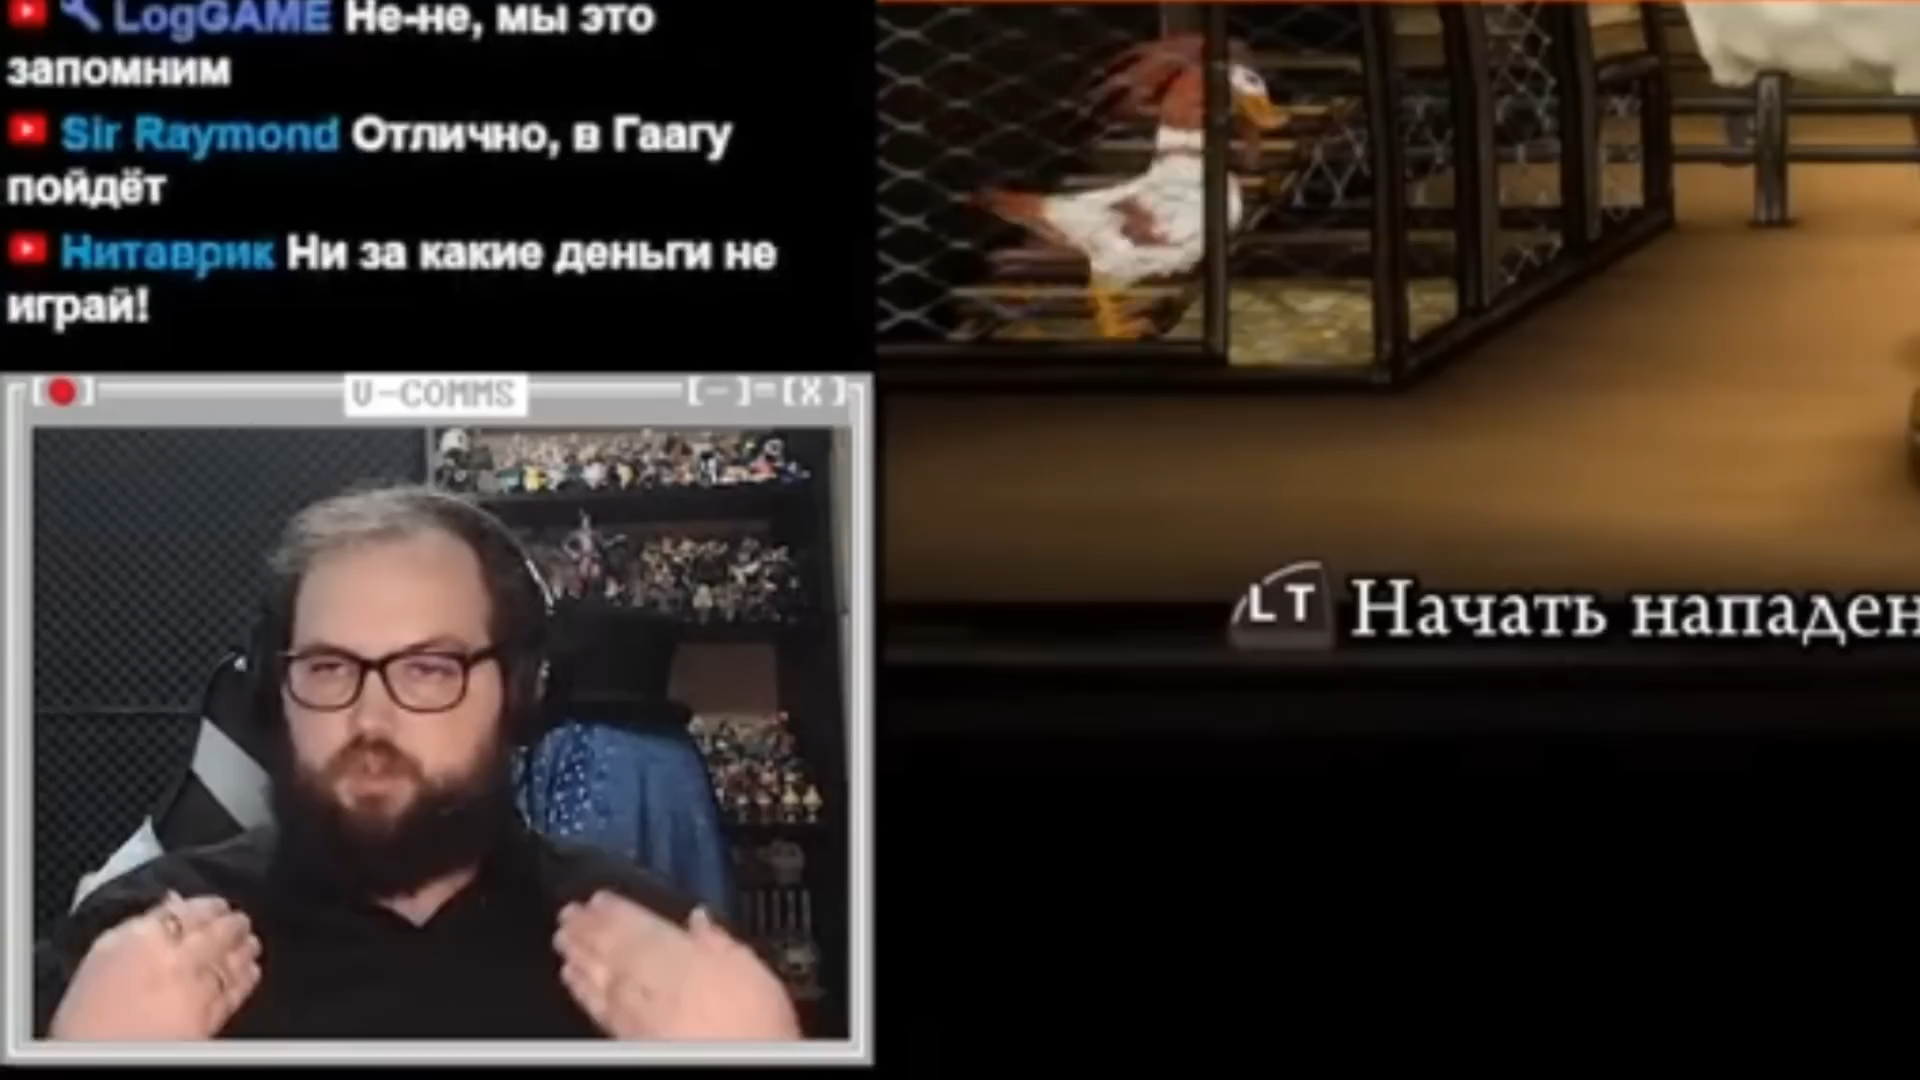 LogGAME Не-не, мы это
запомним
Sir Raymond Отлично, в Гаагу
пойдёт
Нитаврик Ни за какие деньги не
играй!
[●] V-COMMS [-]=[X]
LT Начать нападен